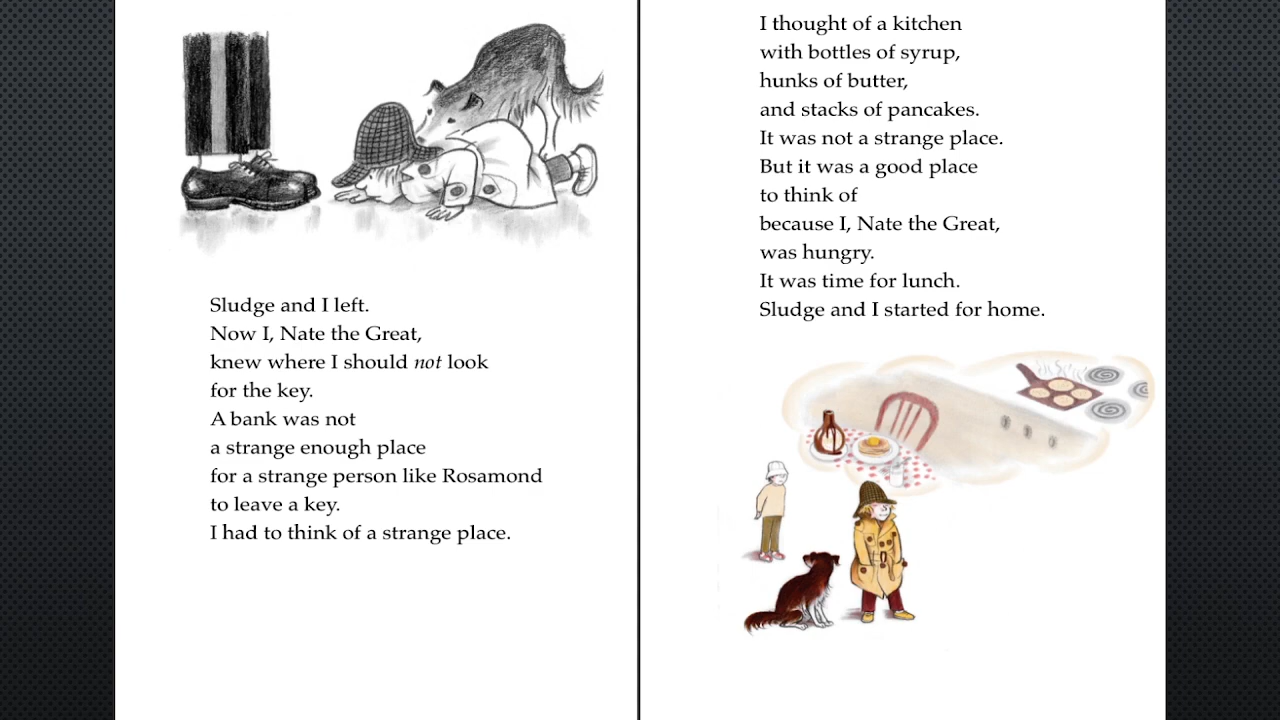 Sludge and I left.
Now I, Nate the Great,
knew where I should not look
for the key.
A bank was not
a strange enough place
for a strange person like Rosamond
to leave a key.
I had to think of a strange place.
I thought of a kitchen
with bottles of syrup,
hunks of butter,
and stacks of pancakes.
It was not a strange place.
But it was a good place
to think of
because I, Nate the Great,
was hungry.
It was time for lunch.
Sludge and I started for home.